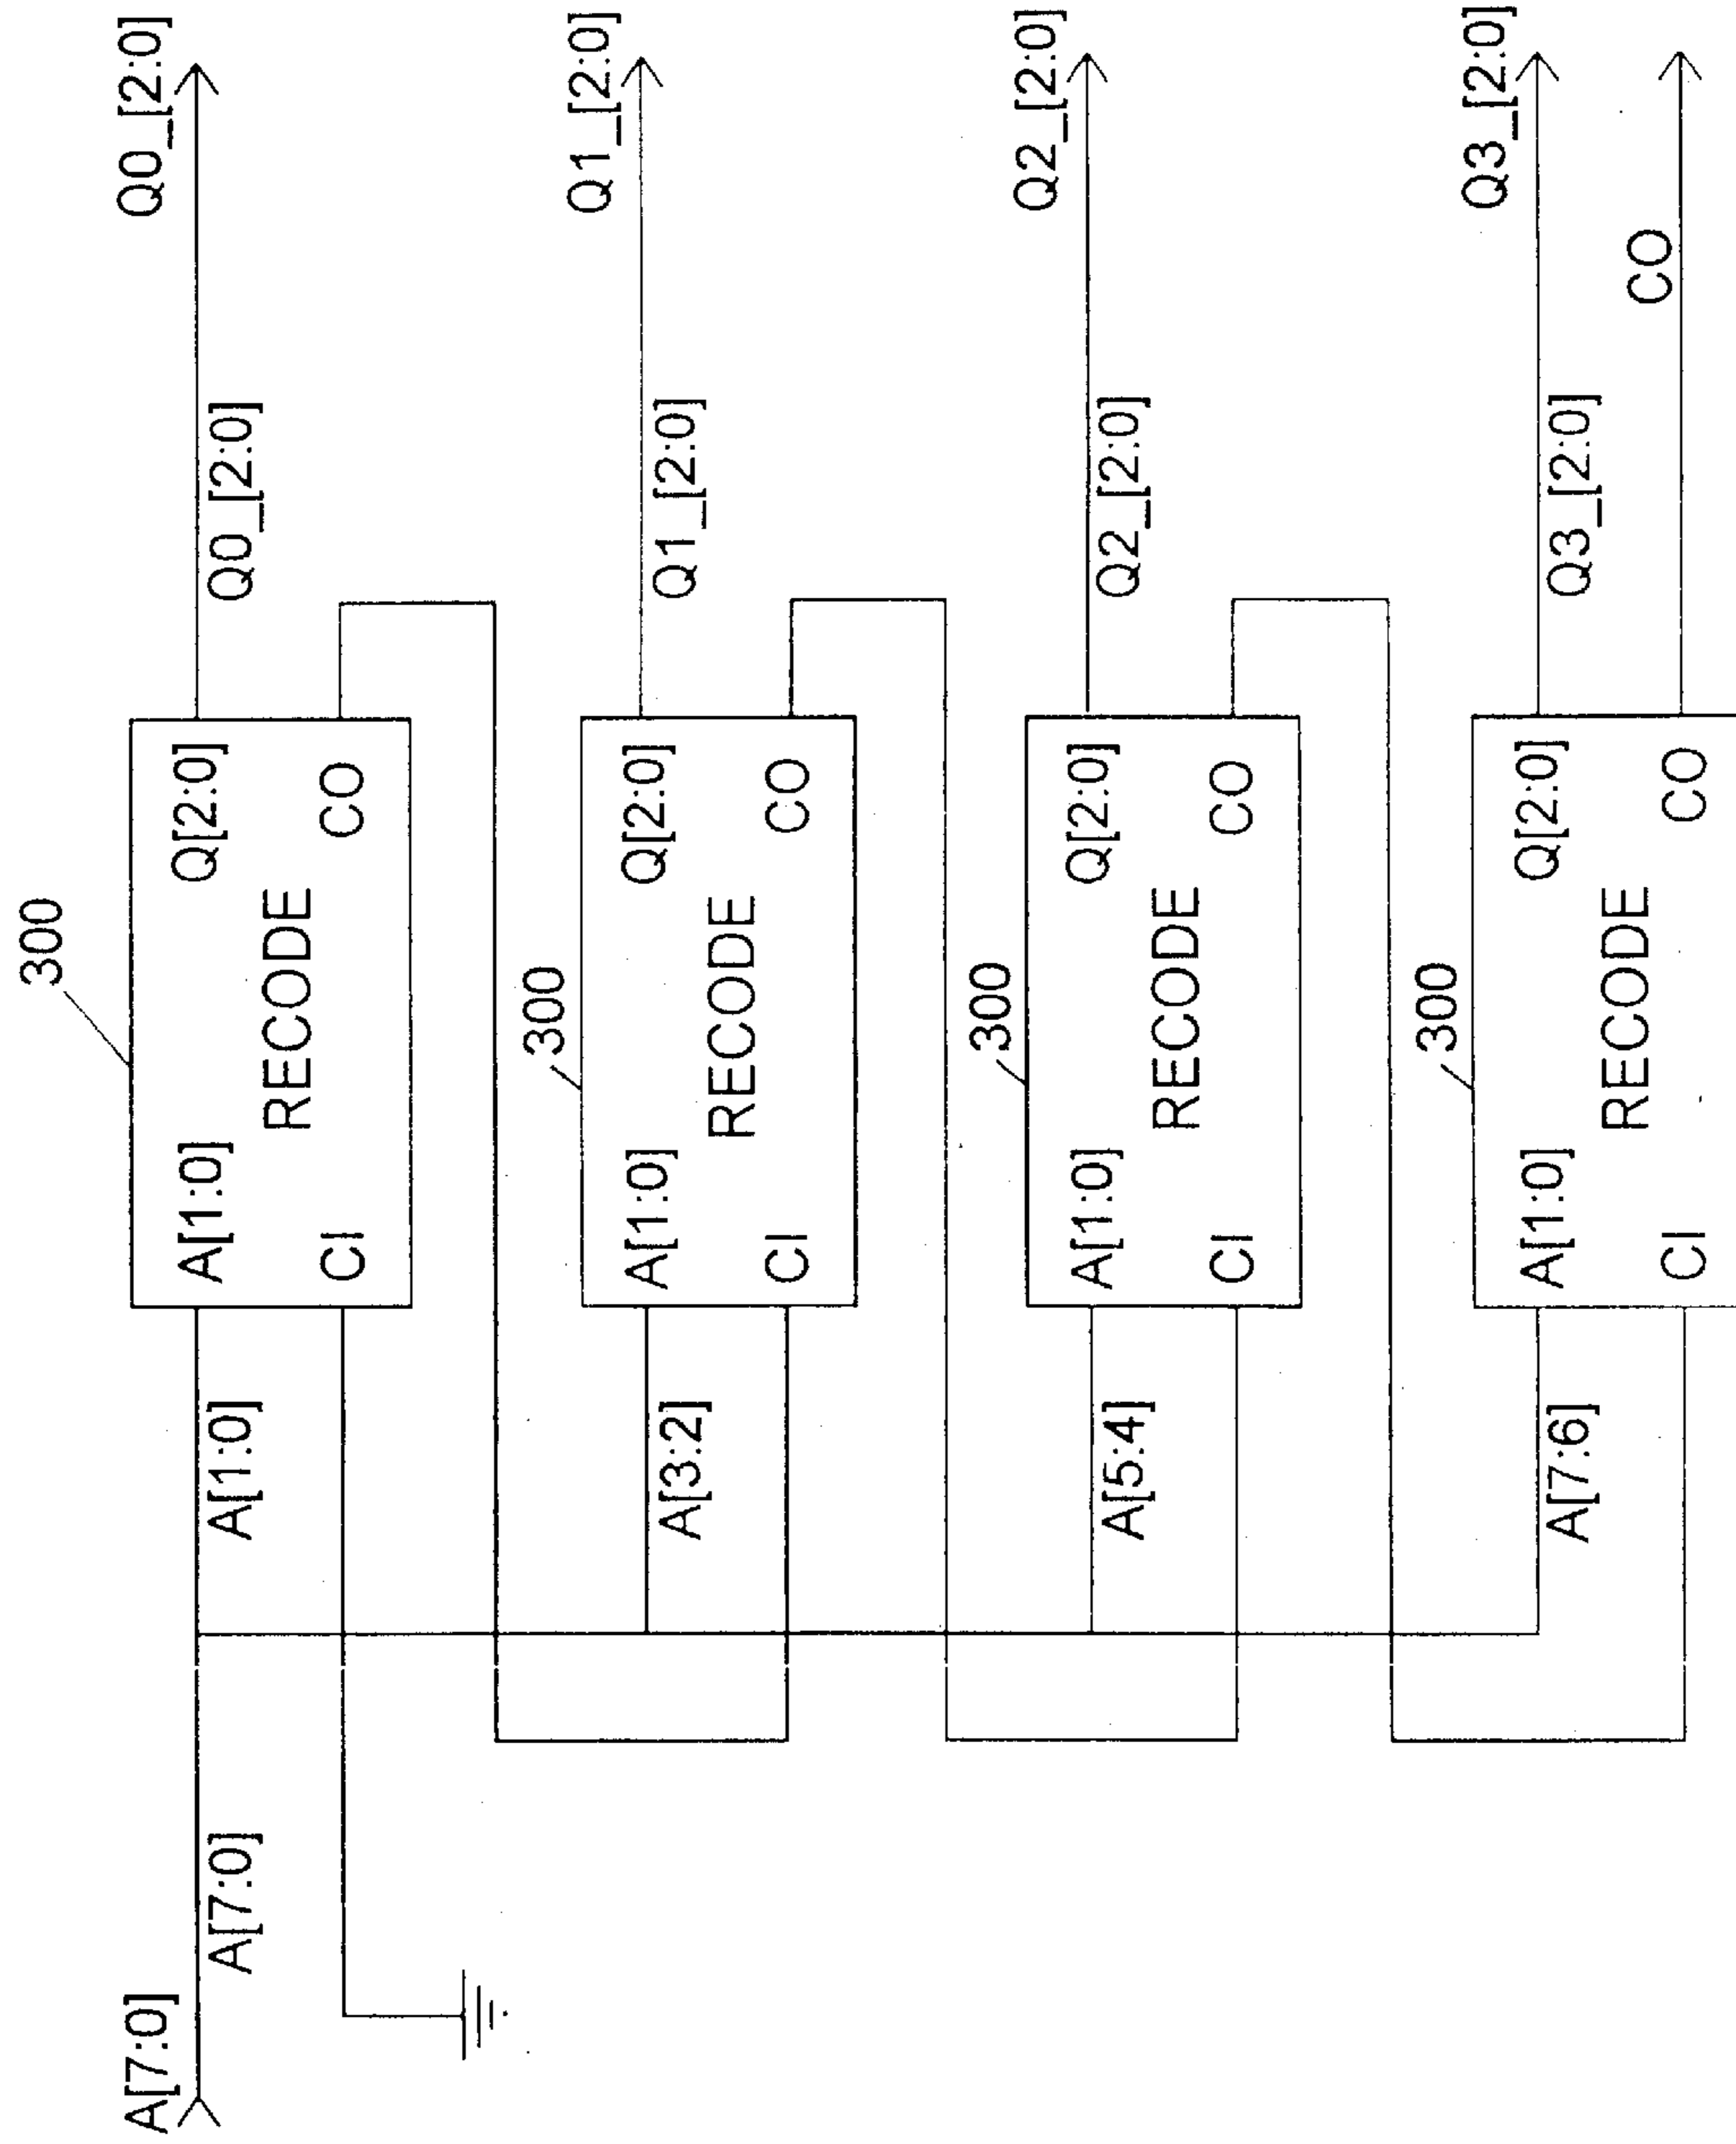 A[7:0]
A[7:0]
A[1:0]
300
A[1:0]
Q[2:0]
RECODE
CI
CO
Q0_[2:0]
Q0_[2:0]
A[3:2]
300
A[1:0]
Q[2:0]
RECODE
CI
CO
Q1_[2:0]
Q1_[2:0]
A[5:4]
300
A[1:0]
Q[2:0]
RECODE
CI
CO
Q2_[2:0]
Q2_[2:0]
A[7:6]
300
A[1:0]
Q[2:0]
RECODE
CI
CO
Q3_[2:0]
Q3_[2:0]
CO